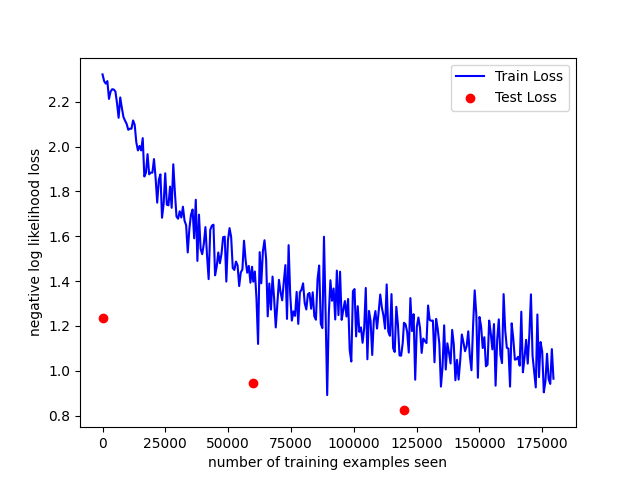 Train Loss
Test Loss
negative log likelihood loss
2.2
2.0
1.8
1.6
1.4
1.2
1.0
0.8
0 25000 50000 75000 100000 125000 150000 175000
number of training examples seen